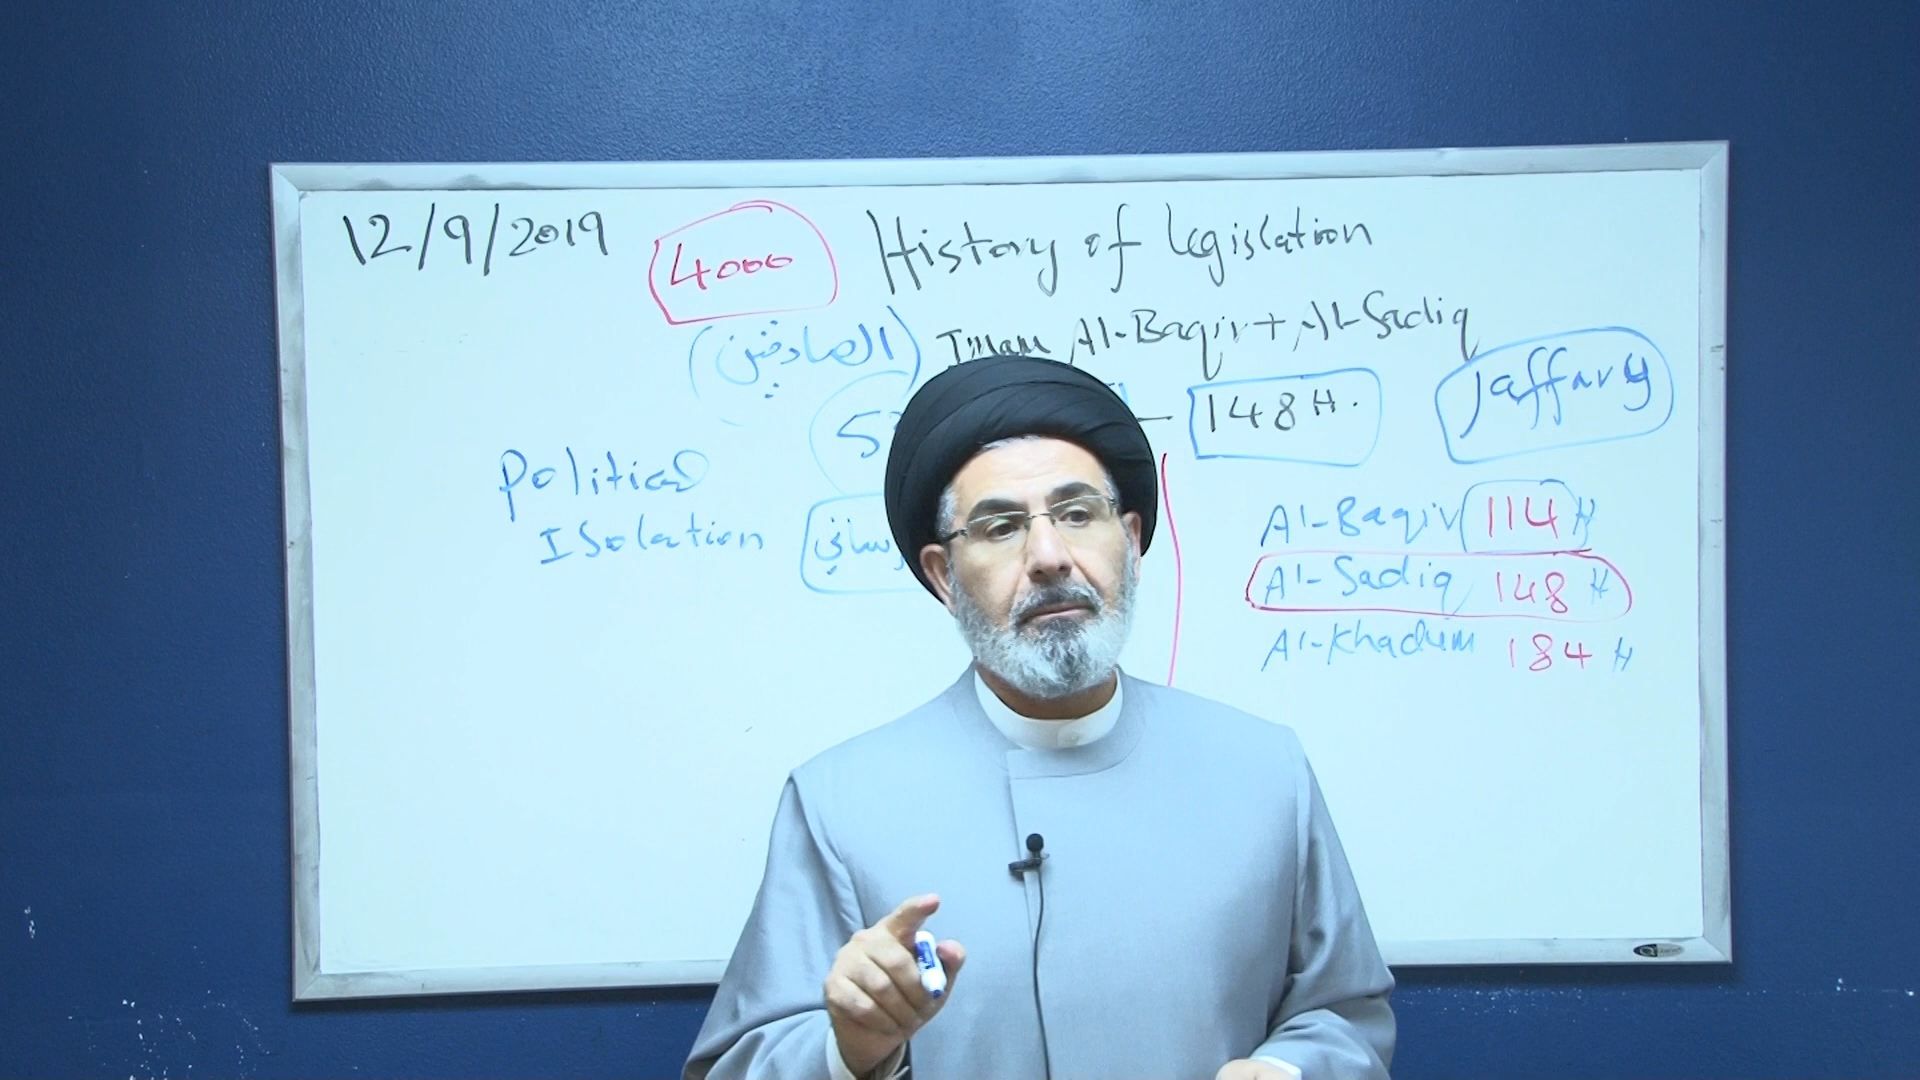 12/9/2019 4000 History of legislation
(الصادقين) Imam Al-Baqir + Al-Sadiq
5 – 148 H. Jaffary
Political
Isolation
Al-Baqir 114 H
Al-Sadiq 148 H
Al-Khadum 184 H